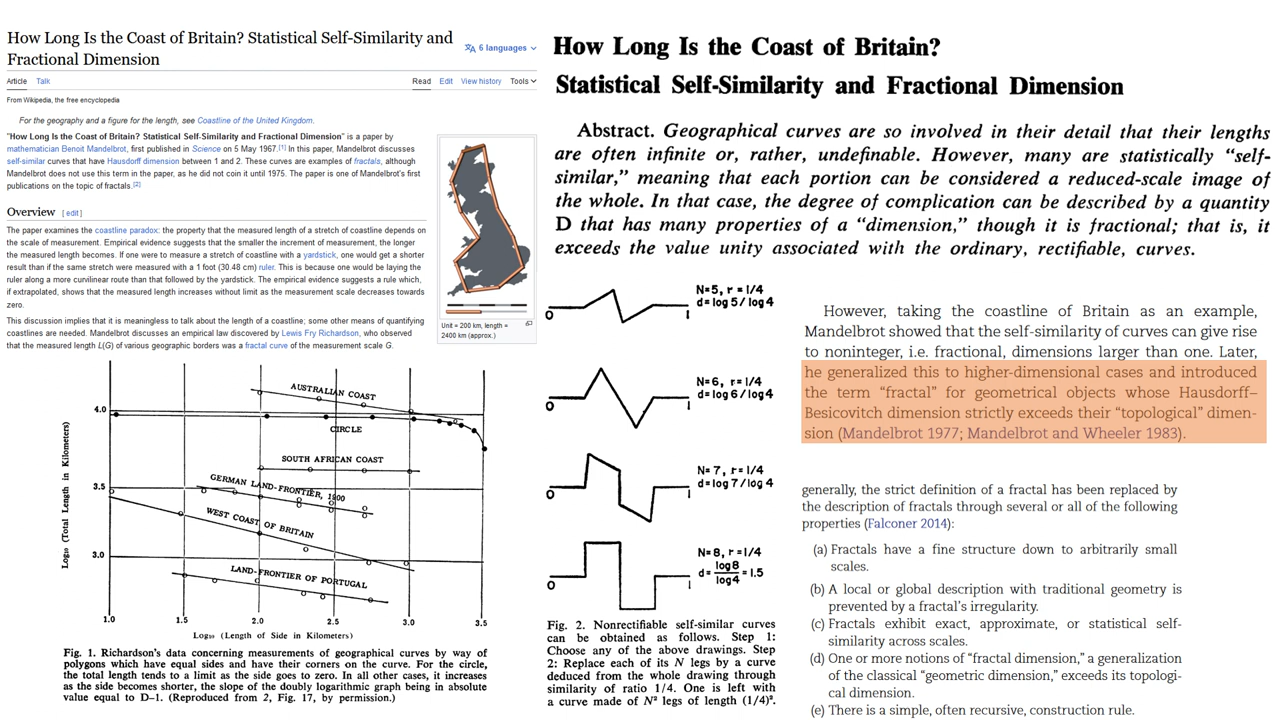 How Long Is the Coast of Britain? Statistical Self-Similarity and
Fractional Dimension
6 languages
Article Talk
Read Edit View history Tools
From Wikipedia, the free encyclopedia
For the geography and a figure for the length, see Coastline of the United Kingdom.
"How Long Is the Coast of Britain? Statistical Self-Similarity and Fractional Dimension" is a paper by
mathematician Benoit Mandelbrot, first published in Science on 5 May 1967.[1] In this paper, Mandelbrot discusses
self-similar curves that have Hausdorff dimension between 1 and 2. These curves are examples of fractals, although
Mandelbrot does not use this term in the paper, as he did not coin it until 1975. The paper is one of Mandelbrot's first
publications on the topic of fractals.[2]
Overview [ edit ]
The paper examines the coastline paradox: the property that the measured length of a stretch of coastline depends on
the scale of measurement. Empirical evidence suggests that the smaller the increment of measurement, the longer
the measured length becomes. If one were to measure a stretch of coastline with a yardstick, one would get a shorter
result than if the same stretch were measured with a 1 foot (30.48 cm) ruler. This is because one would be laying the
ruler along a more curvilinear route than that followed by the yardstick. The empirical evidence suggests a rule which,
if extrapolated, shows that the measured length increases without limit as the measurement scale decreases towards
zero.
This discussion implies that it is meaningless to talk about the length of a coastline; some other means of quantifying
coastlines are needed. Mandelbrot discusses an empirical law discovered by Lewis Fry Richardson, who observed
that the measured length L(G) of various geographic borders was a fractal curve of the measurement scale G.
Unit = 200 km, length =
2400 km (approx.)
Log₁₀ (Total Length in Kilometers)
4.0
3.5
3.0
AUSTRALIAN COAST
CIRCLE
SOUTH AFRICAN COAST
GERMAN LAND-FRONTIER, 1900
WEST COAST OF BRITAIN
LAND-FRONTIER OF PORTUGAL
1.0 1.5 2.0 2.5 3.0 3.5
Log₁₀ (Length of Side in Kilometers)
Fig. 1. Richardson's data concerning measurements of geographical curves by way of
polygons which have equal sides and have their corners on the curve. For the circle,
the total length tends to a limit as the side goes to zero. In all other cases, it increases
as the side becomes shorter, the slope of the doubly logarithmic graph being in absolute
value equal to D-1. (Reproduced from 2, Fig. 17, by permission.)
How Long Is the Coast of Britain?
Statistical Self-Similarity and Fractional Dimension
Abstract. Geographical curves are so involved in their detail that their lengths
are often infinite or, rather, undefinable. However, many are statistically "self-
similar," meaning that each portion can be considered a reduced-scale image of
the whole. In that case, the degree of complication can be described by a quantity
D that has many properties of a "dimension," though it is fractional; that is, it
exceeds the value unity associated with the ordinary, rectifiable, curves.
N=5, r = 1/4
d= log 5/ log 4
0 1
N=6, r=1/4
d=log 6/log 4
0 1
N= 7, r=1/4
d=log 7/log 4
0 1
N= 8, r =1/4
d= log 8 / log 4 = 1.5
0 1
Fig. 2. Nonrectifiable self-similar curves
can be obtained as follows. Step 1:
Choose any of the above drawings. Step
2: Replace each of its N legs by a curve
deduced from the whole drawing through
similarity of ratio 1/4. One is left with
a curve made of N² legs of length (1/4)².
However, taking the coastline of Britain as an example,
Mandelbrot showed that the self-similarity of curves can give rise
to noninteger, i.e. fractional, dimensions larger than one. Later,
he generalized this to higher-dimensional cases and introduced
the term "fractal" for geometrical objects whose Hausdorff–
Besicovitch dimension strictly exceeds their "topological" dimen-
sion (Mandelbrot 1977; Mandelbrot and Wheeler 1983).
generally, the strict definition of a fractal has been replaced by
the description of fractals through several or all of the following
properties (Falconer 2014):
(a) Fractals have a fine structure down to arbitrarily small
scales.
(b) A local or global description with traditional geometry is
prevented by a fractal's irregularity.
(c) Fractals exhibit exact, approximate, or statistical self-
similarity across scales.
(d) One or more notions of "fractal dimension," a generalization
of the classical "geometric dimension," exceeds its topologi-
cal dimension.
(e) There is a simple, often recursive, construction rule.